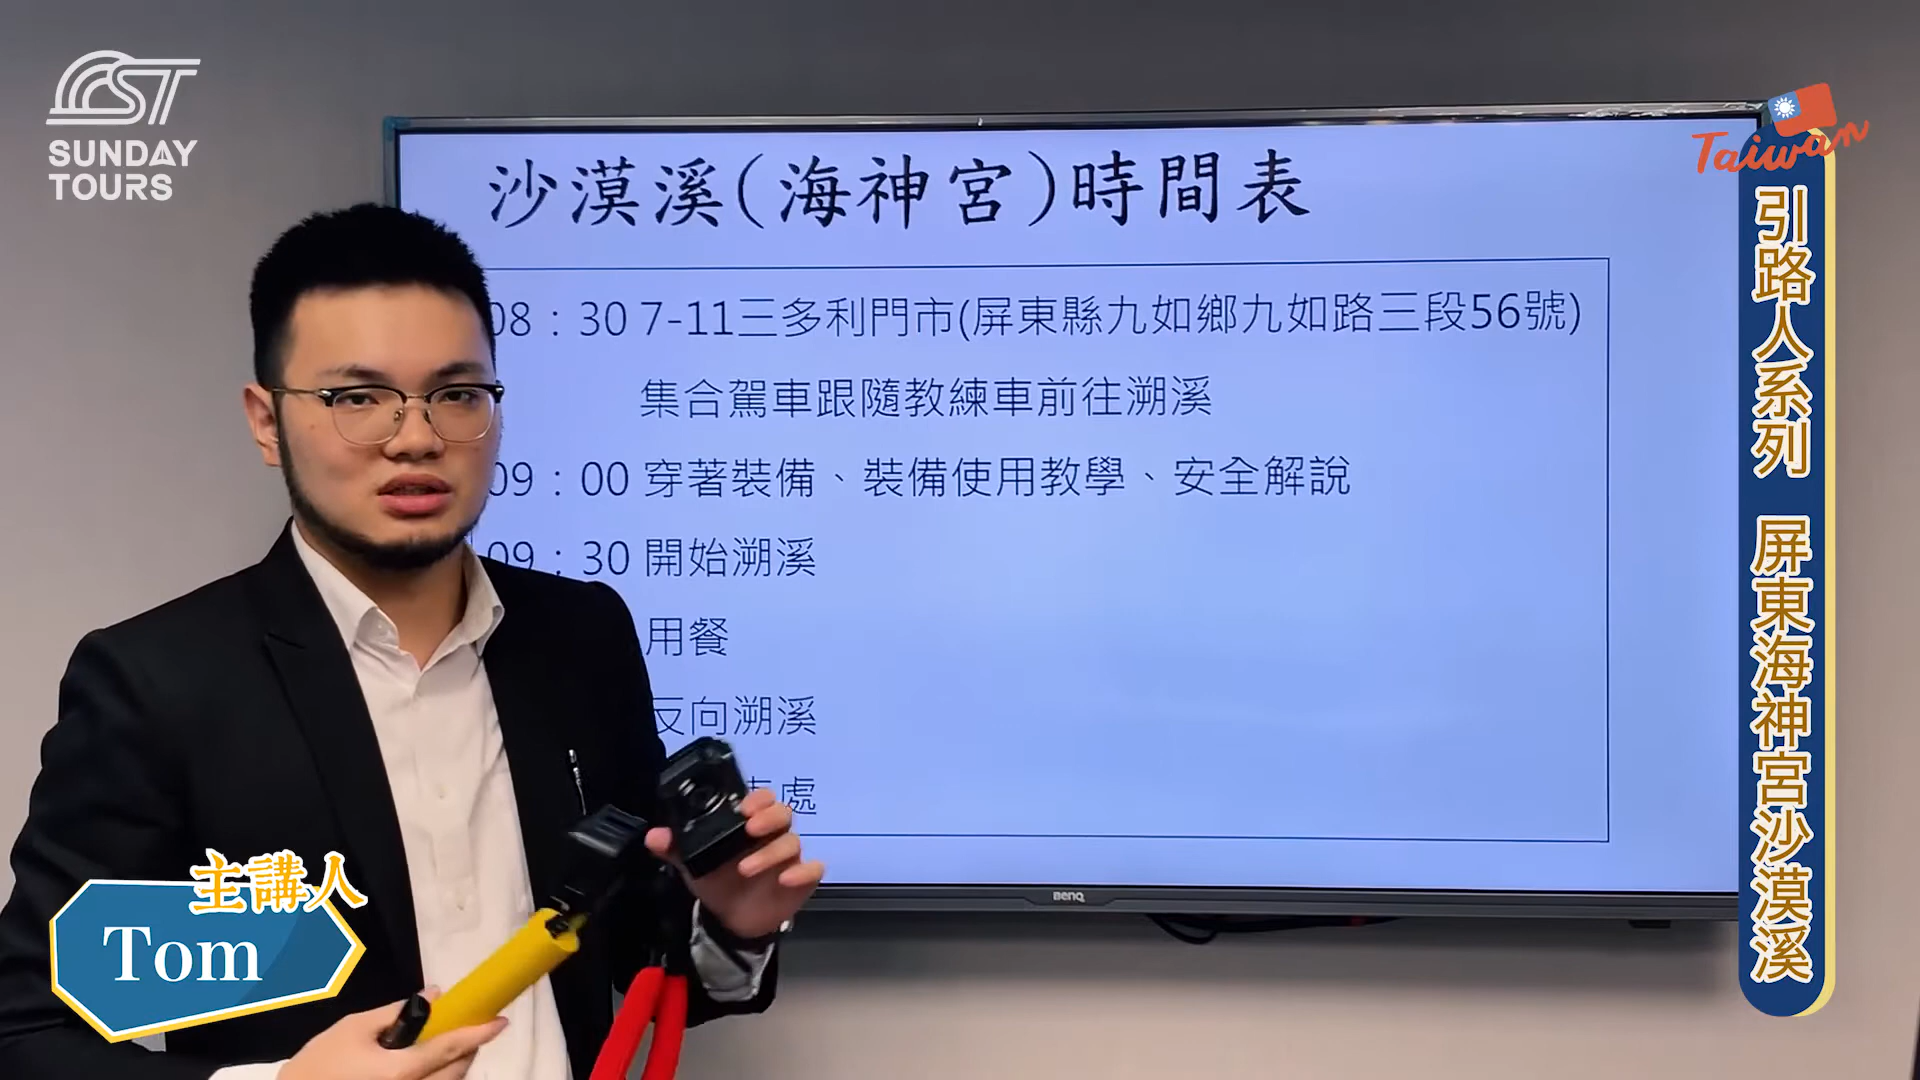 SUNDAY
TOURS
Taiwan
沙漠溪(海神宮)時間表
08：30 7-11三多利門市(屏東縣九如鄉九如路三段56號)
集合駕車跟隨教練車前往溯溪
09：00 穿著裝備、裝備使用教學、安全解說
09：30 開始溯溪
用餐
反向溯溪
處
BenQ
主講人
Tom
引路人系列 屏東海神宮沙漠溪